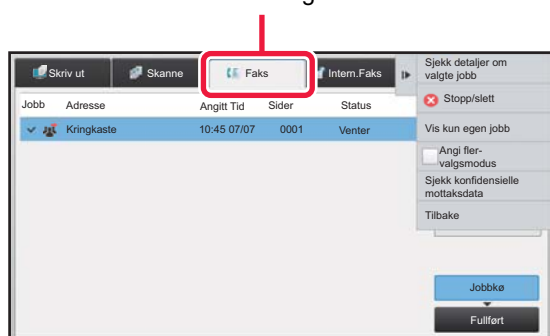 Skriv ut
Skanne
Faks
Intern.Faks
Jobb Adresse Angitt Tid Sider Status
Kringkaste 10:45 07/07 0001 Venter
Sjekk detaljer om
valgte jobb
Stopp/slett
Vis kun egen jobb
Angi fler-
valgsmodus
Sjekk konfidensielle
mottaksdata
Tilbake
Jobbkø
Fullført